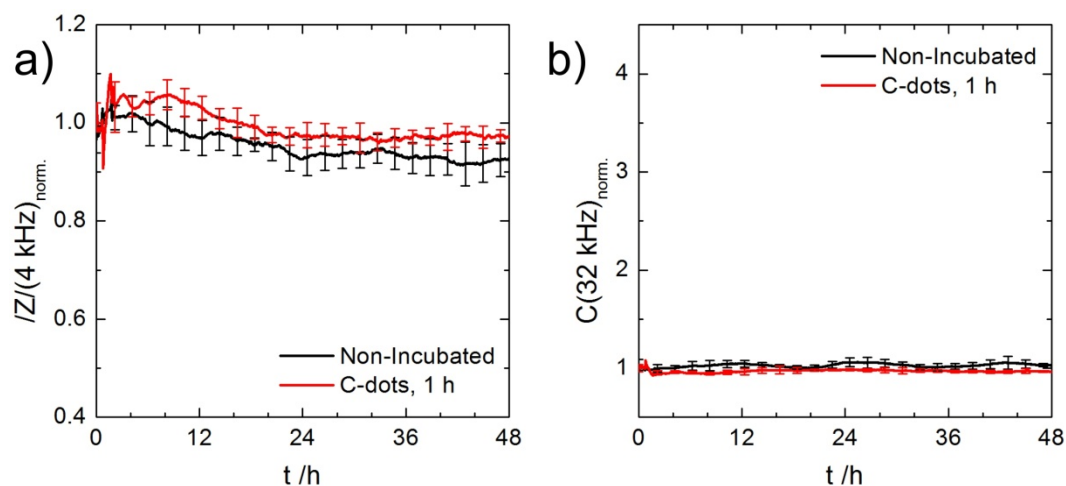 a)
1.2
1.0
0.8
0.6
0.4
/Z/(4 kHz)norm.
Non-Incubated
C-dots, 1 h
0 12 24 36 48
t /h
b)
4
3
2
1
0
C(32 kHz)norm.
Non-Incubated
C-dots, 1 h
0 12 24 36 48
t /h